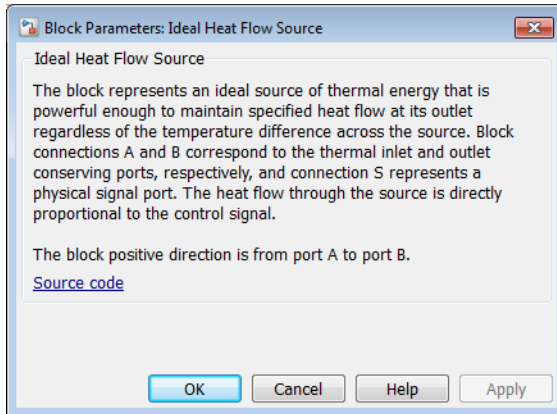 Block Parameters: Ideal Heat Flow Source
Ideal Heat Flow Source
The block represents an ideal source of thermal energy that is
powerful enough to maintain specified heat flow at its outlet
regardless of the temperature difference across the source. Block
connections A and B correspond to the thermal inlet and outlet
conserving ports, respectively, and connection S represents a
physical signal port. The heat flow through the source is directly
proportional to the control signal.
The block positive direction is from port A to port B.
Source code
OK Cancel Help Apply